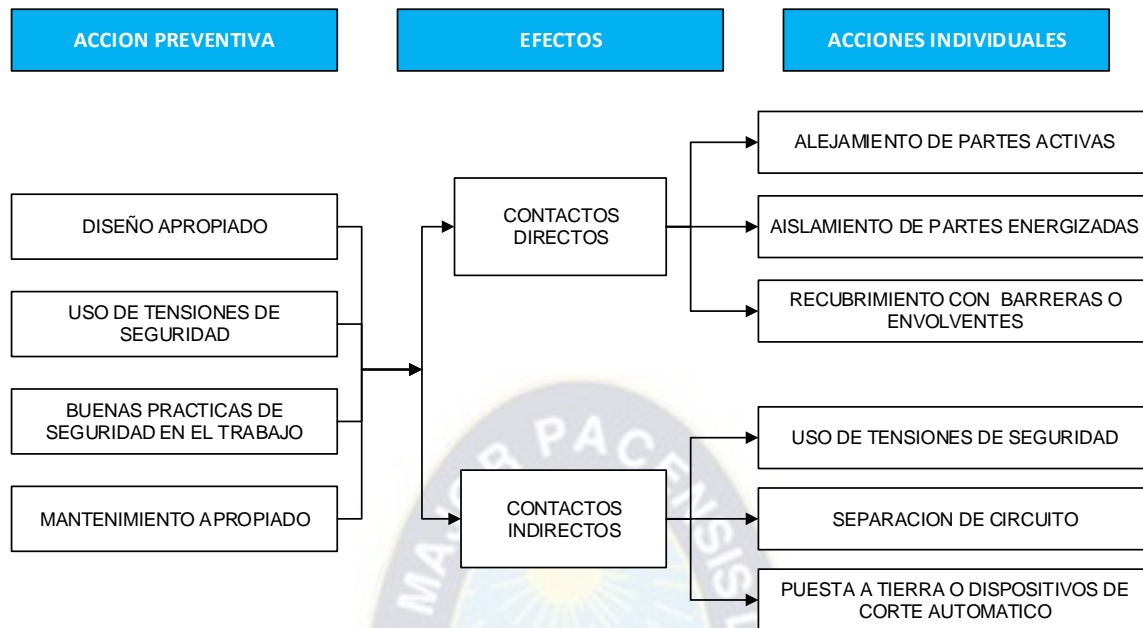 ACCION PREVENTIVA
EFECTOS
ACCIONES INDIVIDUALES
DISEÑO APROPIADO
USO DE TENSIONES DE
SEGURIDAD
BUENAS PRACTICAS DE
SEGURIDAD EN EL TRABAJO
MANTENIMIENTO APROPIADO
CONTACTOS
DIRECTOS
CONTACTOS
INDIRECTOS
ALEJAMIENTO DE PARTES ACTIVAS
AISLAMIENTO DE PARTES ENERGIZADAS
RECUBRIMIENTO CON BARRERAS O
ENVOLVENTES
USO DE TENSIONES DE SEGURIDAD
SEPARACION DE CIRCUITO
PUESTA A TIERRA O DISPOSITIVOS DE
CORTE AUTOMATICO
PACENSIS